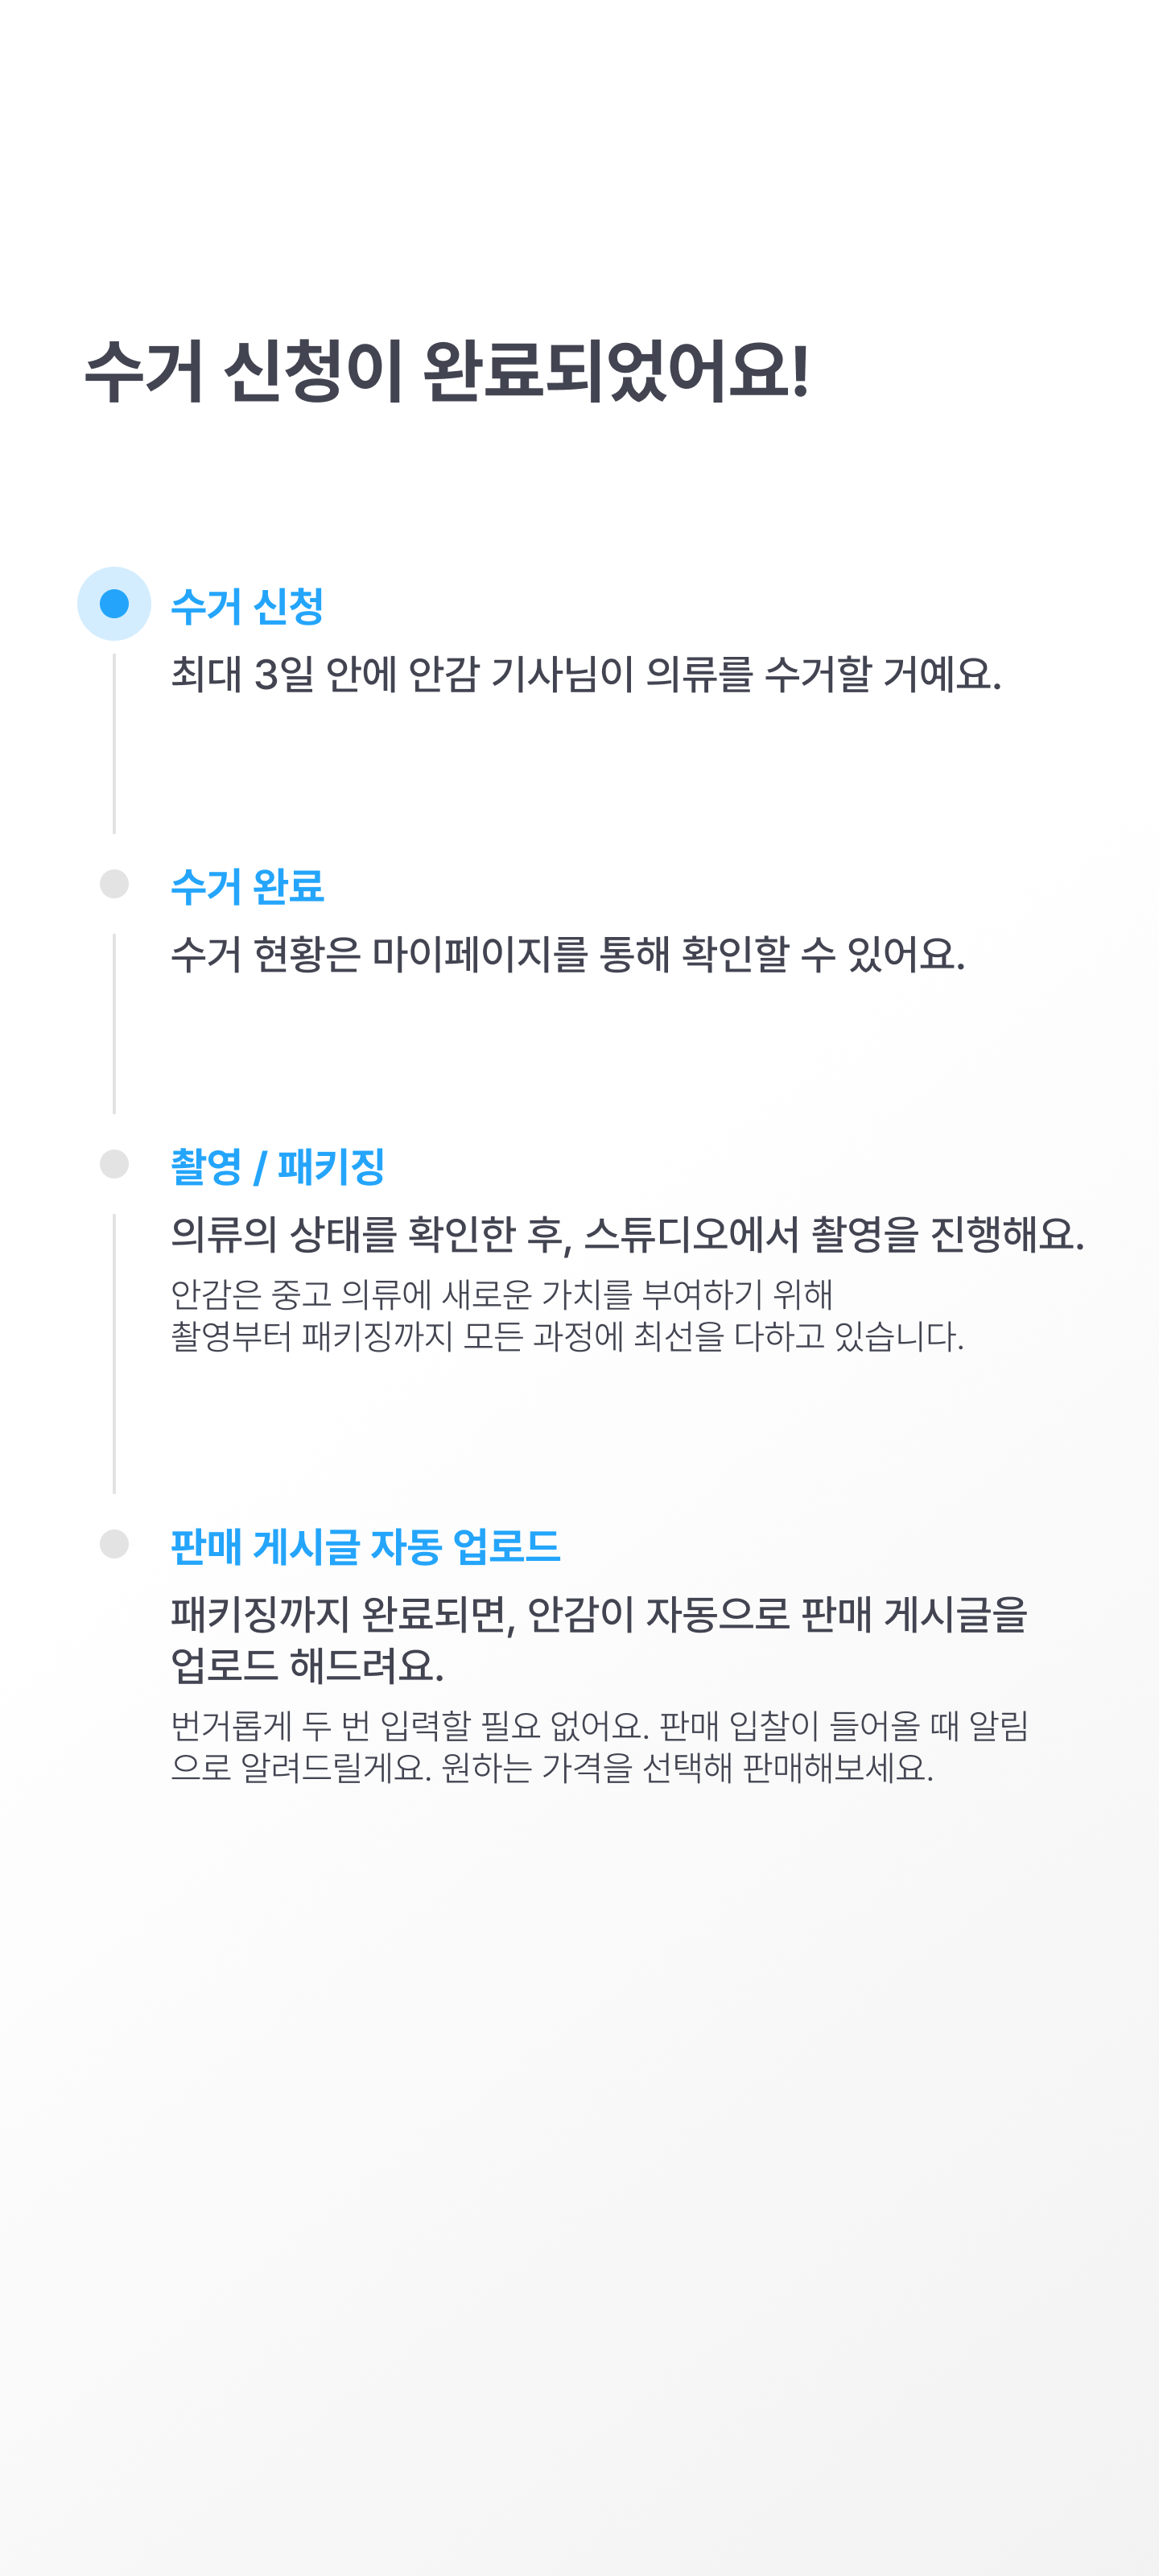 수거 신청이 완료되었어요!
수거 신청
최대 3일 안에 안감 기사님이 의류를 수거할 거예요.
수거 완료
수거 현황은 마이페이지를 통해 확인할 수 있어요.
촬영 / 패키징
의류의 상태를 확인한 후, 스튜디오에서 촬영을 진행해요.
안감은 중고 의류에 새로운 가치를 부여하기 위해
촬영부터 패키징까지 모든 과정에 최선을 다하고 있습니다.
판매 게시글 자동 업로드
패키징까지 완료되면, 안감이 자동으로 판매 게시글을
업로드 해드려요.
번거롭게 두 번 입력할 필요 없어요. 판매 입찰이 들어올 때 알림
으로 알려드릴게요. 원하는 가격을 선택해 판매해보세요.